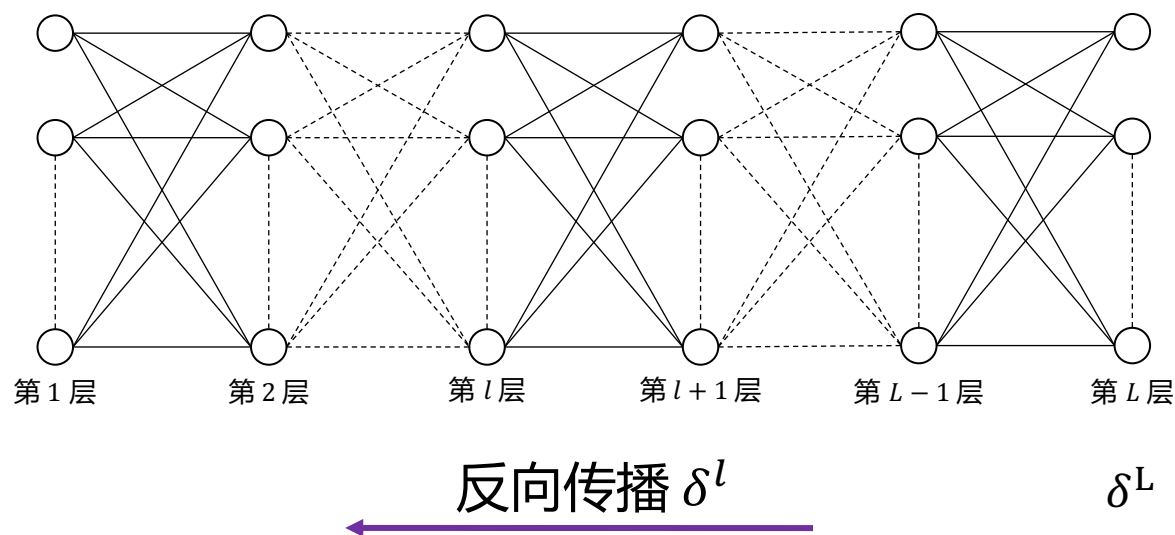 第 1 层 第 2 层 第 l 层 第 l + 1 层 第 L − 1 层 第 L 层
反向传播 δ^l δ^L